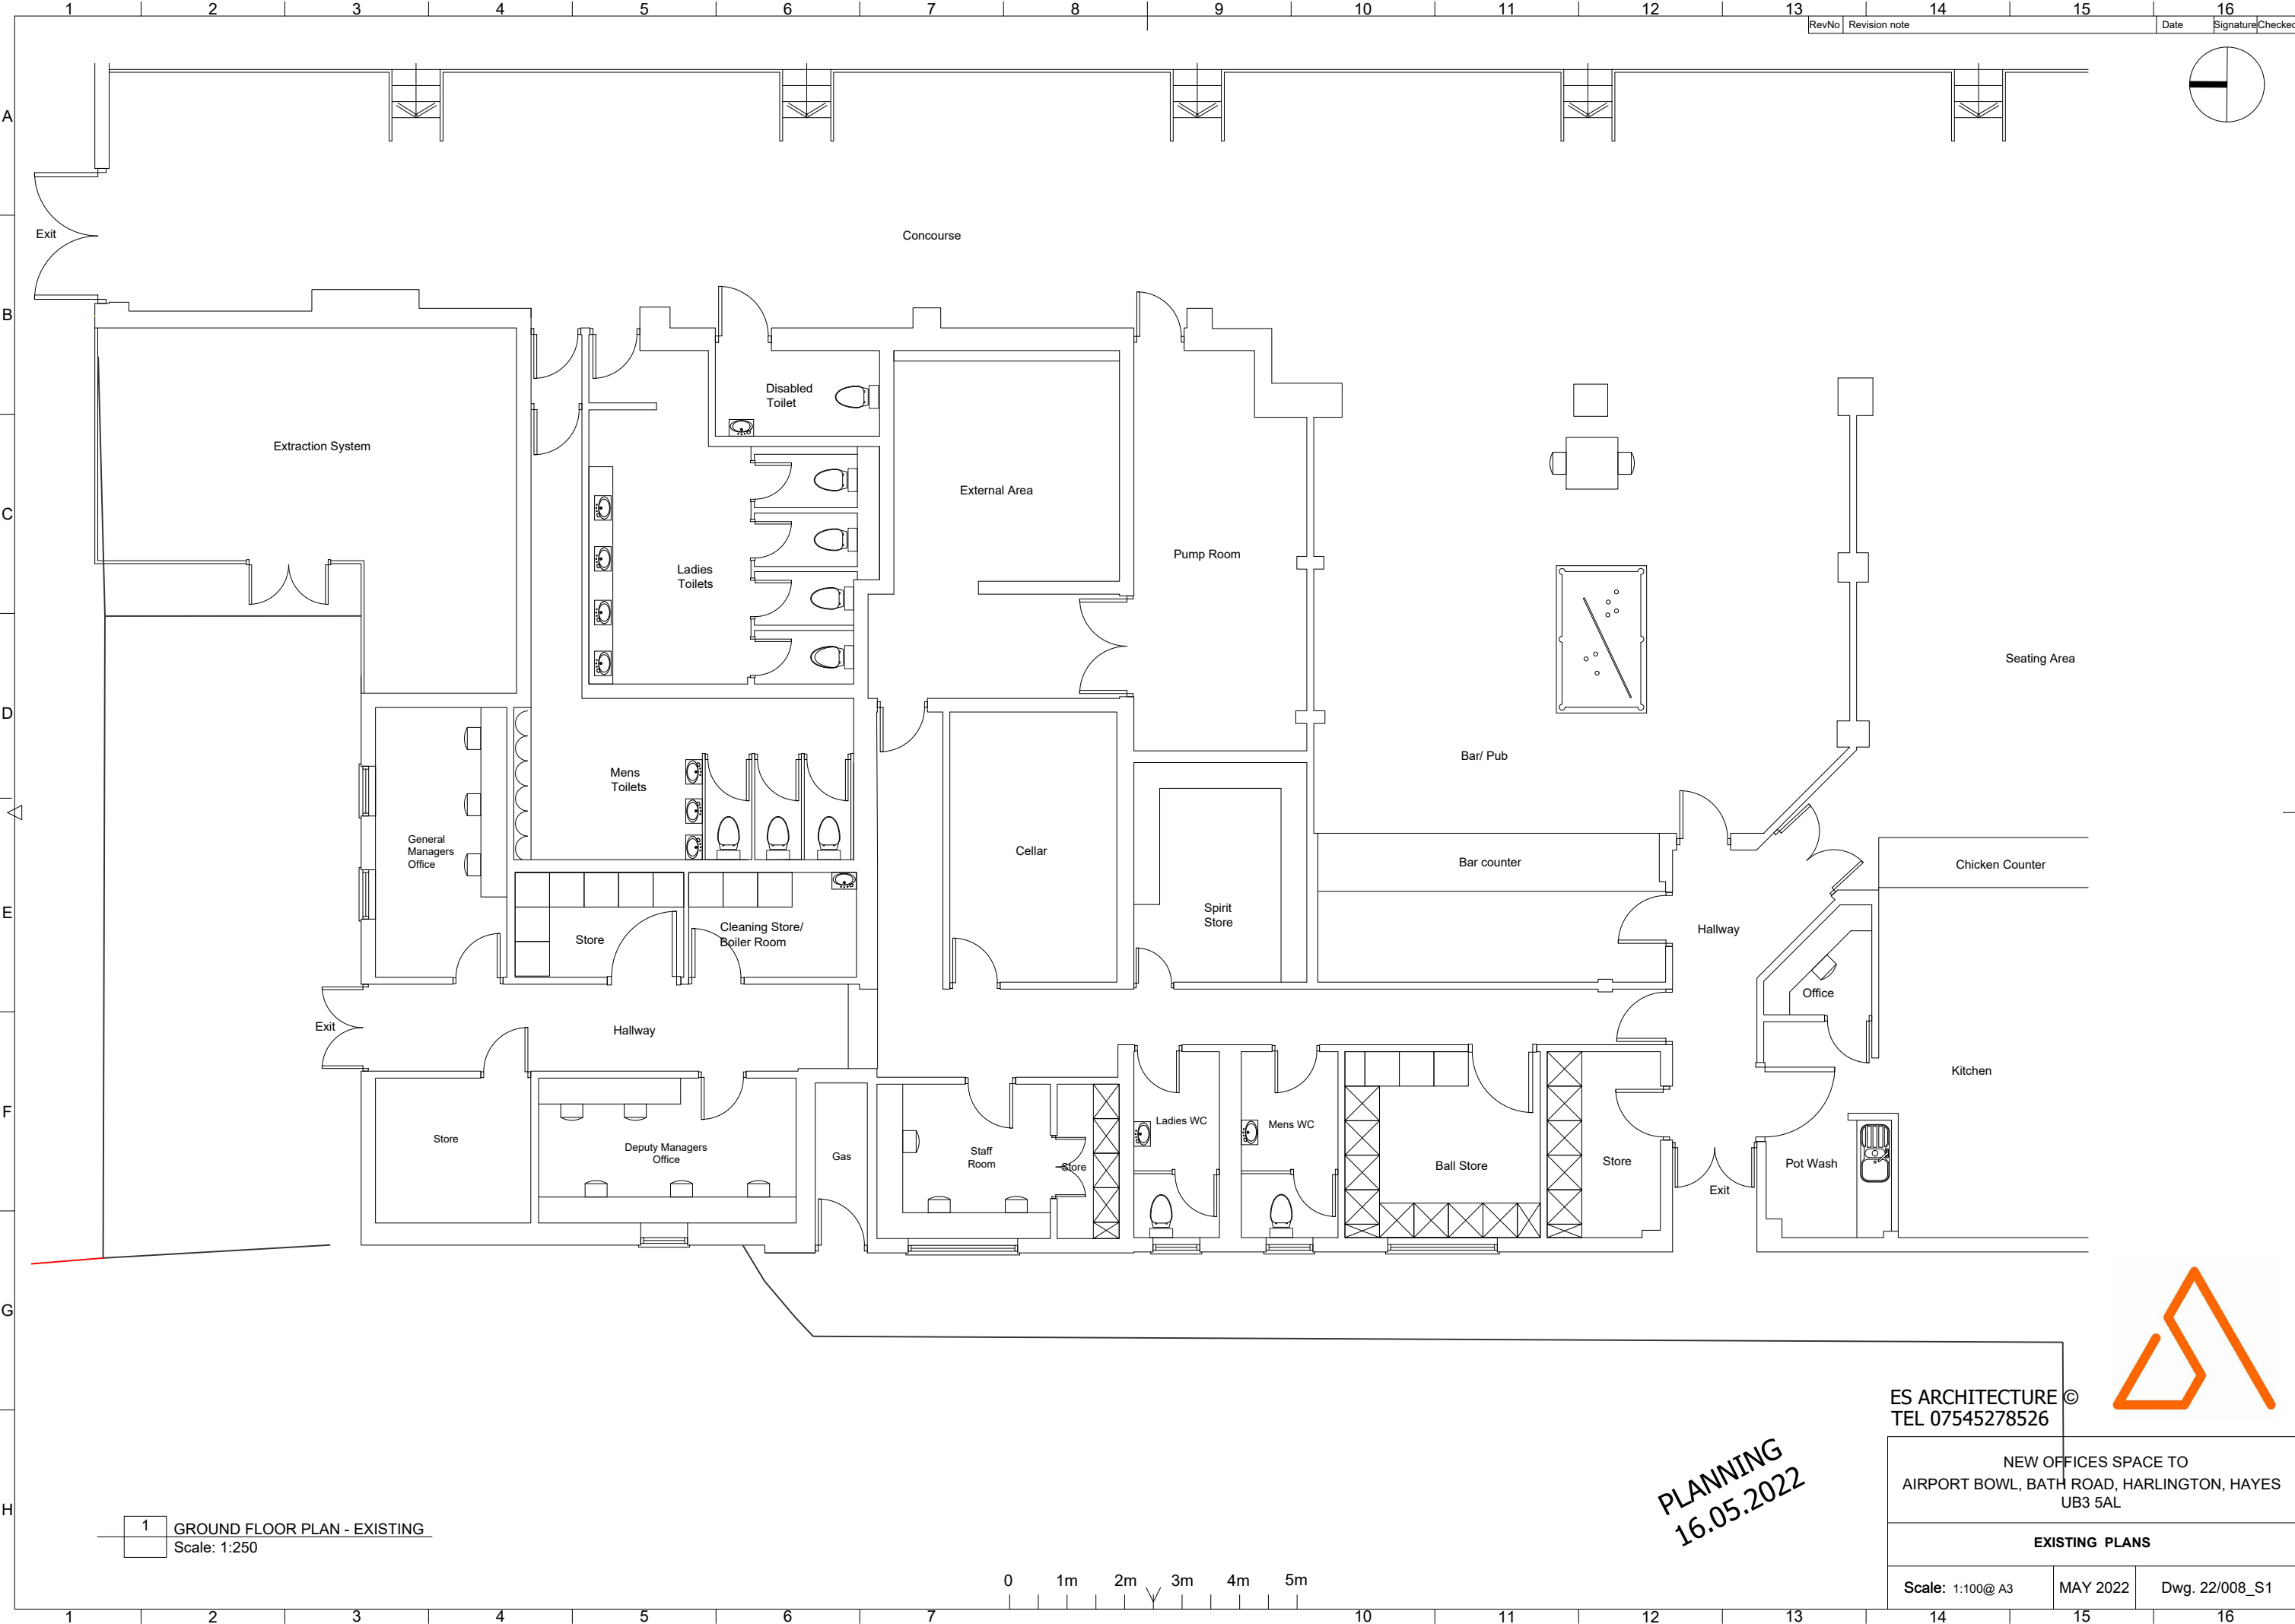 1 2 3 4 5 6 7 8 9 10 11 12 13 14 15 16
RevNo Revision note Date Signature Checked
A
Exit
Concourse
B
Disabled
Toilet
Extraction System
External Area
C
Pump Room
Ladies
Toilets
Seating Area
D
Bar/ Pub
Mens
Toilets
General
Managers
Office
Cellar
Bar counter
Chicken Counter
E
Spirit
Store
Cleaning Store/
Boiler Room
Store
Hallway
Office
Exit
Hallway
Kitchen
F
Ladies WC
Mens WC
Store
Deputy Managers
Office
Gas
Staff
Room
Store
Ball Store
Store
Pot Wash
Exit
G
ES ARCHITECTURE ©
TEL 07545278526
PLANNING
16.05.2022
NEW OFFICES SPACE TO
AIRPORT BOWL, BATH ROAD, HARLINGTON, HAYES
UB3 5AL
H
1 GROUND FLOOR PLAN - EXISTING
Scale: 1:250
EXISTING PLANS
0 1m 2m 3m 4m 5m
Scale: 1:100@ A3 MAY 2022 Dwg. 22/008_S1
1 2 3 4 5 6 7 10 11 12 13 14 15 16